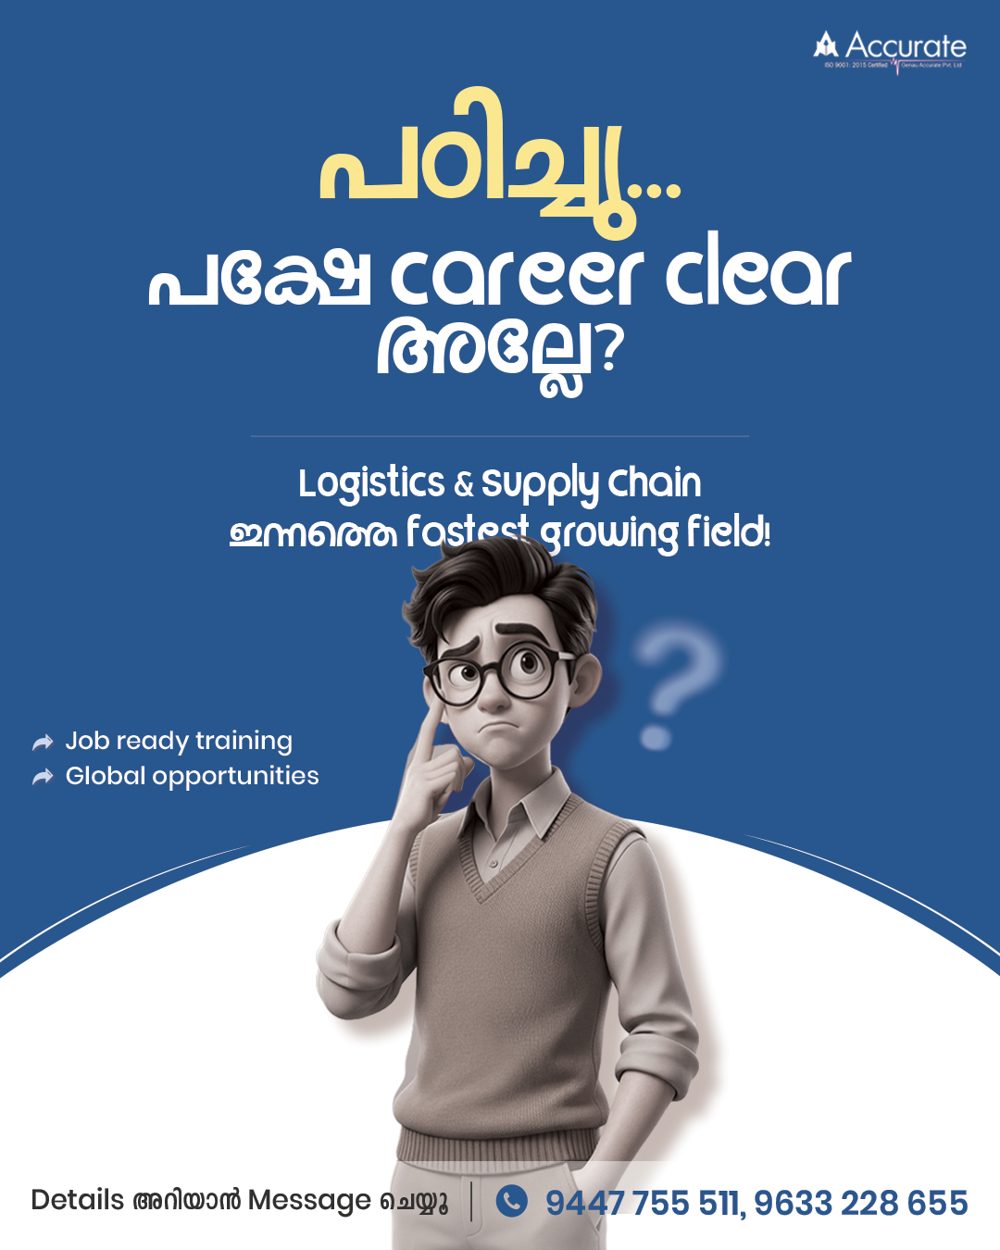 Accurate
ISO 9001: 2015 Certified Genau Accurate Pvt. Ltd
പഠിച്ചു...
പക്ഷേ career clear
അല്ലേ?
Logistics & Supply Chain
ഇന്നത്തെ fastest growing field!
?
Job ready training
Global opportunities
Details അറിയാൻ Message ചെയ്യൂ
9447 755 511, 9633 228 655